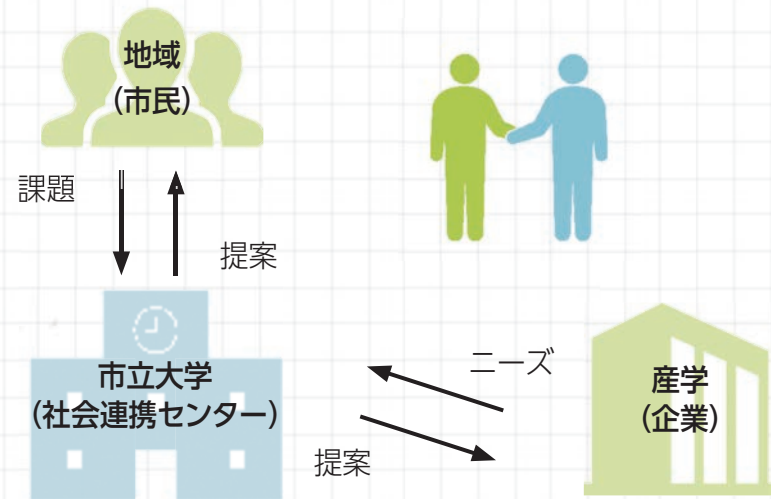 地域
（市民）
課題
提案
市立大学
（社会連携センター）
ニーズ
提案
産学
（企業）